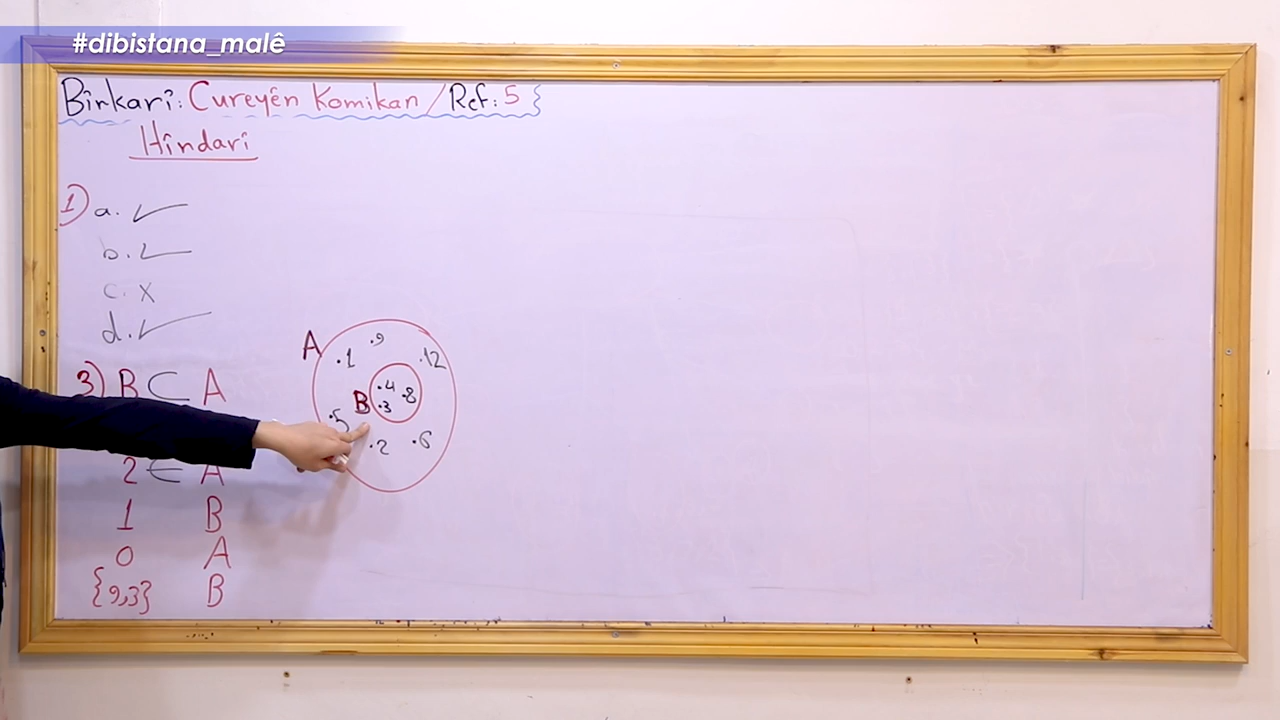 #dibistana_malê
Bîrkarî: Cureyên Komikan / Ref: 5
Hîndarî
1) a. ✓
b. ✓
c. x
d. ✓
3) B ⊂ A
2 ∈ A
1 B
0 A
{9,3} B
A
.9
.1 .12
.4 .8
B .3
.5
.2 .6